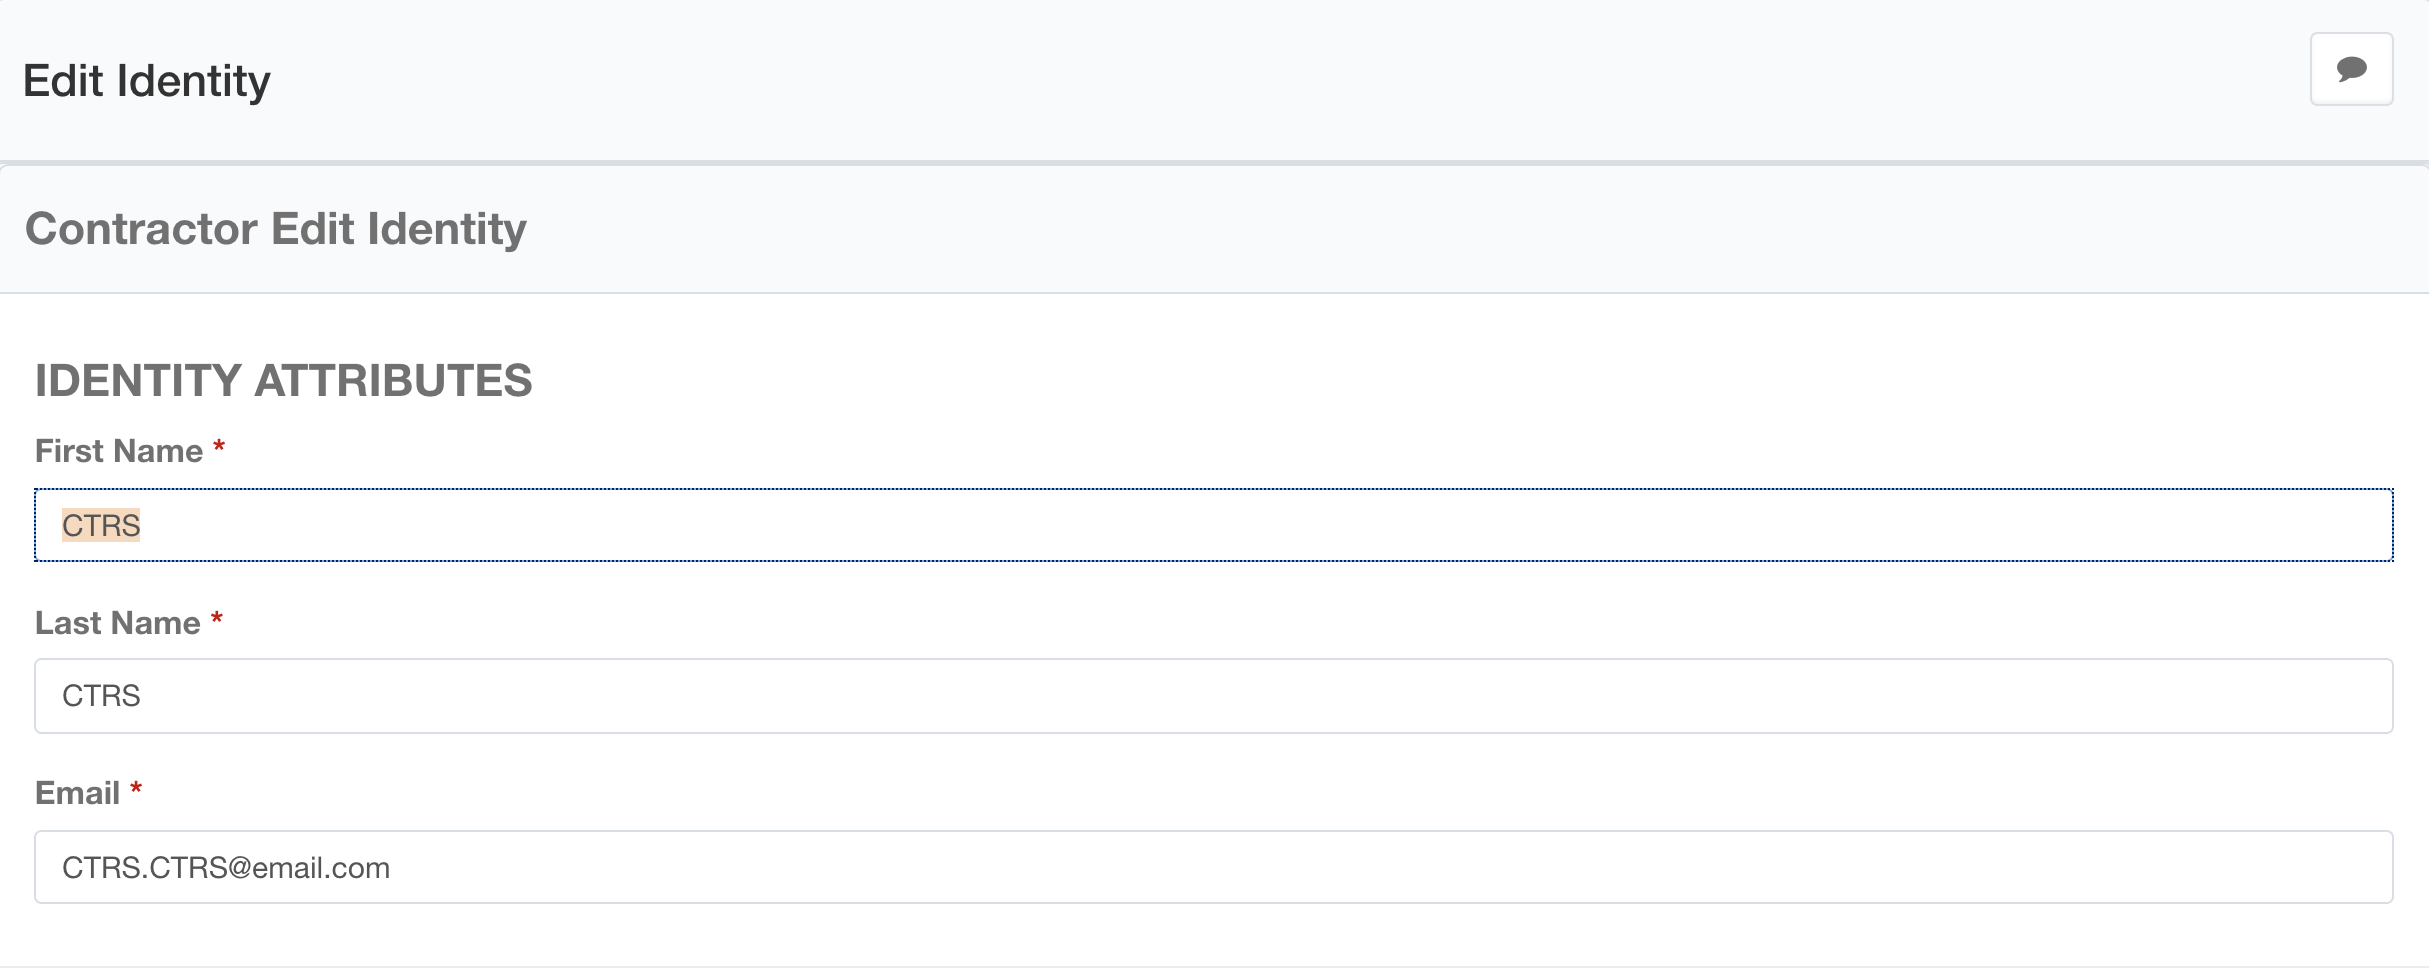 Edit Identity
Contractor Edit Identity
IDENTITY ATTRIBUTES
First Name *
CTRS
Last Name *
CTRS
Email *
CTRS.CTRS@email.com